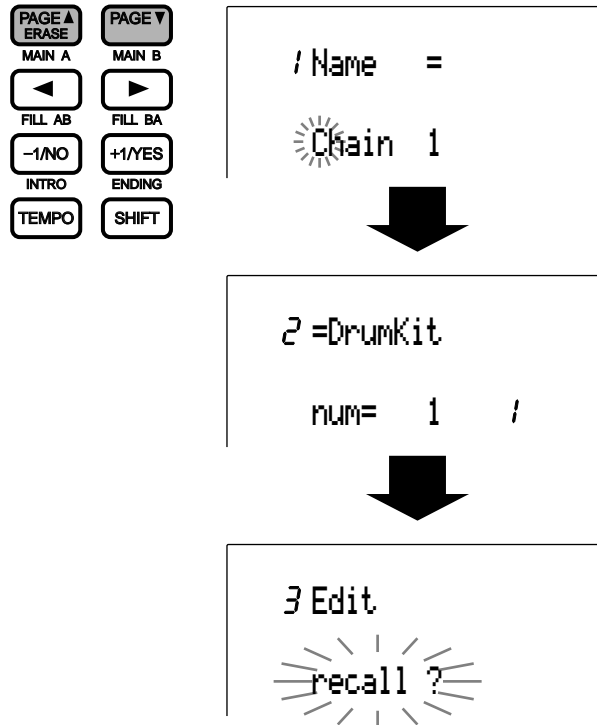 PAGE▲ PAGE▼
ERASE
MAIN A MAIN B
◀ ▶
FILL AB FILL BA
–1/NO +1/YES
INTRO ENDING
TEMPO SHIFT
1 Name =
Chain 1
2 =DrumKit
num= 1 1
3 Edit
recall ?